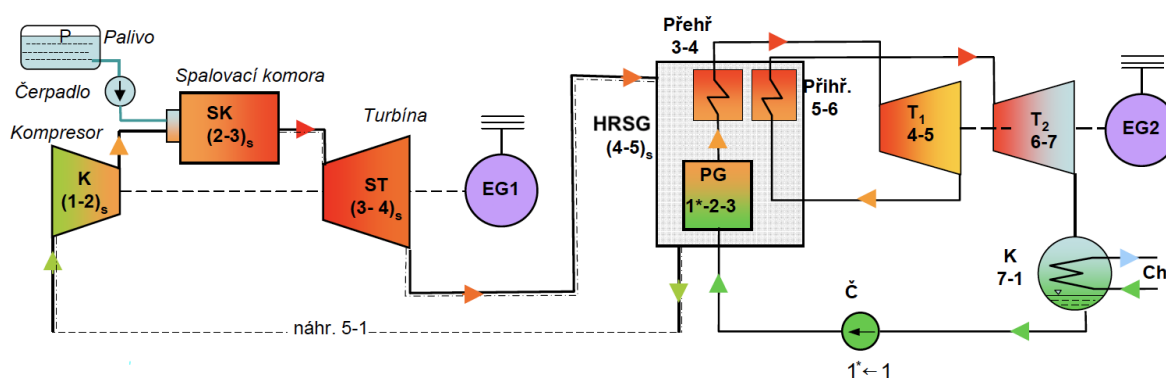 P
Palivo
Čerpadlo
Spalovací komora
Kompresor
SK
(2-3)s
Turbína
K
(1-2)s
ST
(3- 4)s
EG1
náhr. 5-1
Přehř
3-4
Přihř.
5-6
HRSG
(4-5)s
PG
1*-2-3
T1
4-5
T2
6-7
EG2
K
7-1
Ch
Č
1*←1